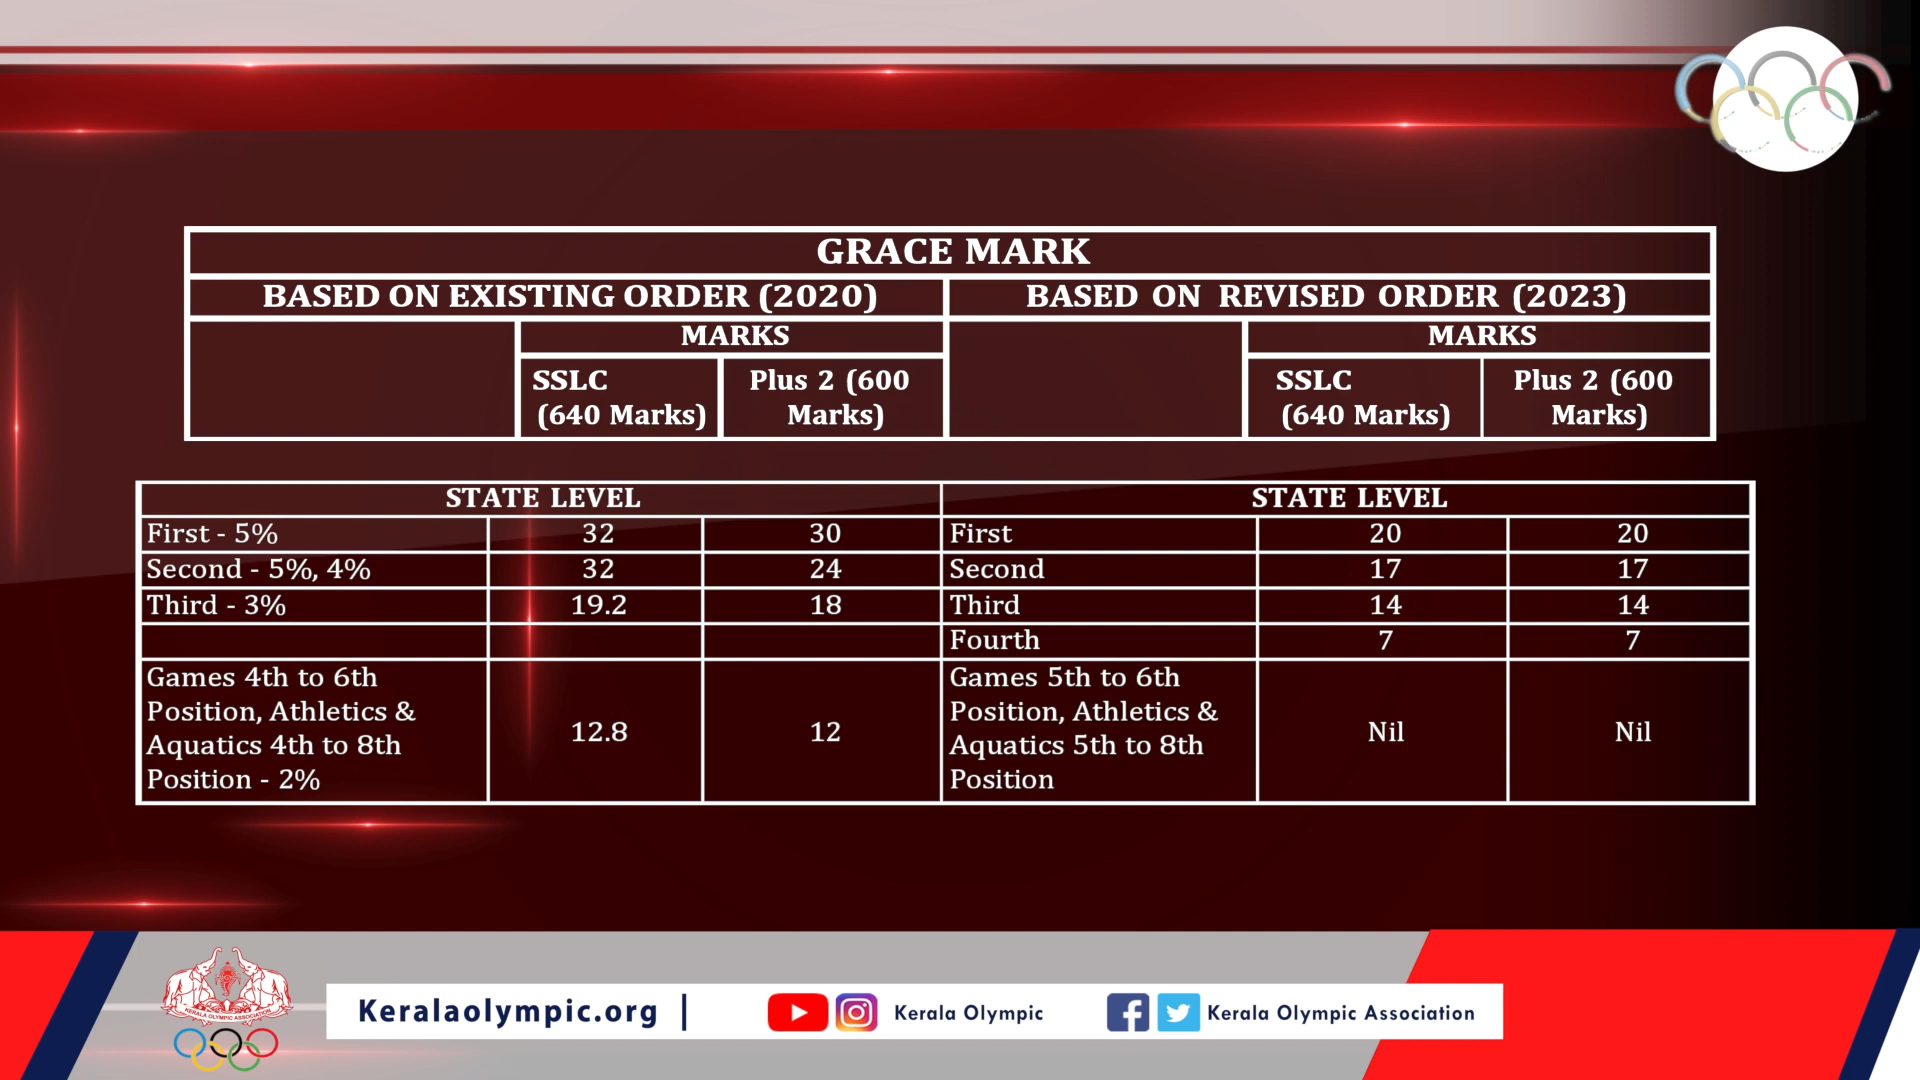 GRACE MARK
BASED ON EXISTING ORDER (2020) BASED ON REVISED ORDER (2023)
MARKS MARKS
SSLC (640 Marks) Plus 2 (600 Marks) SSLC (640 Marks) Plus 2 (600 Marks)
STATE LEVEL STATE LEVEL
First - 5% 32 30 First 20 20
Second - 5%, 4% 32 24 Second 17 17
Third - 3% 19.2 18 Third 14 14
Fourth 7 7
Games 4th to 6th
Position, Athletics &
Aquatics 4th to 8th
Position - 2%
12.8 12
Games 5th to 6th
Position, Athletics &
Aquatics 5th to 8th
Position
Nil Nil
KERALA OLYMPIC ASSOCIATION
Keralaolympic.org | Kerala Olympic Kerala Olympic Association